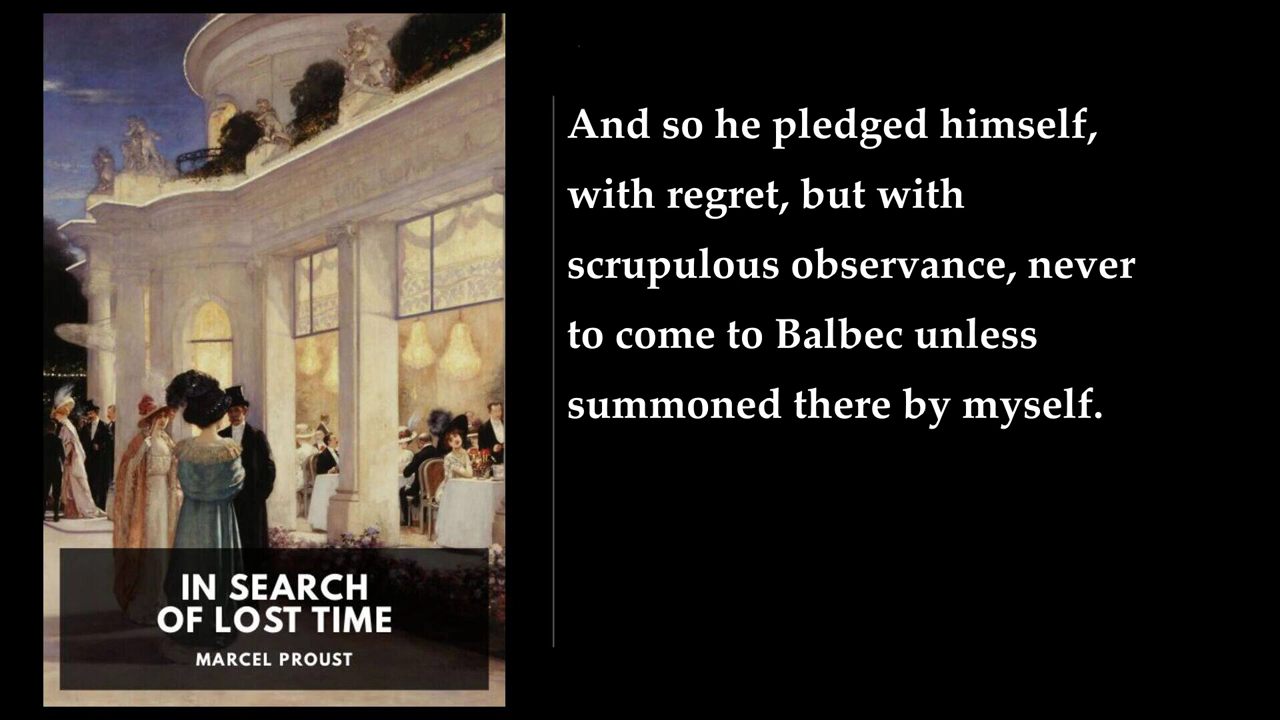 And so he pledged himself,
with regret, but with
scrupulous observance, never
to come to Balbec unless
summoned there by myself.
IN SEARCH
OF LOST TIME
MARCEL PROUST